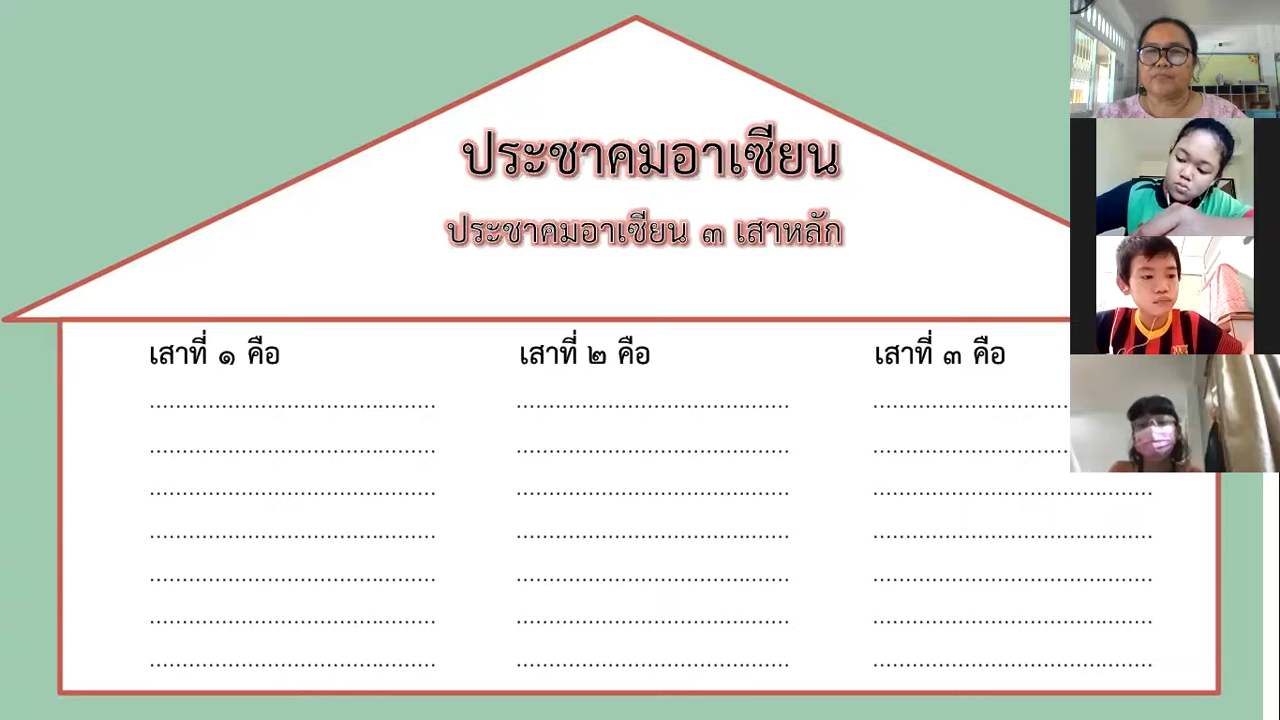 ประชาคมอาเซียน
ประชาคมอาเซียน ๓ เสาหลัก
เสาที่ ๑ คือ
เสาที่ ๒ คือ
เสาที่ ๓ คือ